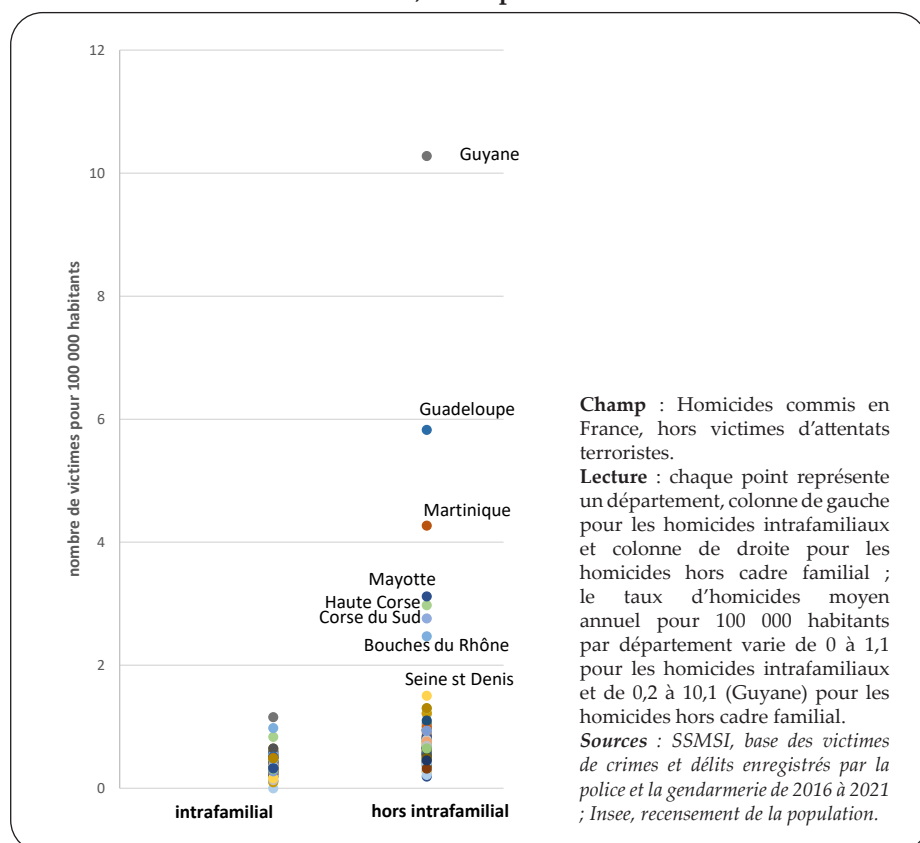 12
10
8
6
4
2
0
nombre de victimes pour 100 000 habitants
Guyane
Guadeloupe
Martinique
Mayotte
Haute Corse
Corse du Sud
Bouches du Rhône
Seine st Denis
intrafamilial
hors intrafamilial
Champ : Homicides commis en
France, hors victimes d'attentats
terroristes.
Lecture : chaque point représente
un département, colonne de gauche
pour les homicides intrafamiliaux
et colonne de droite pour les
homicides hors cadre familial ;
le taux d'homicides moyen
annuel pour 100 000 habitants
par département varie de 0 à 1,1
pour les homicides intrafamiliaux
et de 0,2 à 10,1 (Guyane) pour les
homicides hors cadre familial.
Sources : SSMSI, base des victimes
de crimes et délits enregistrés par la
police et la gendarmerie de 2016 à 2021
; Insee, recensement de la population.